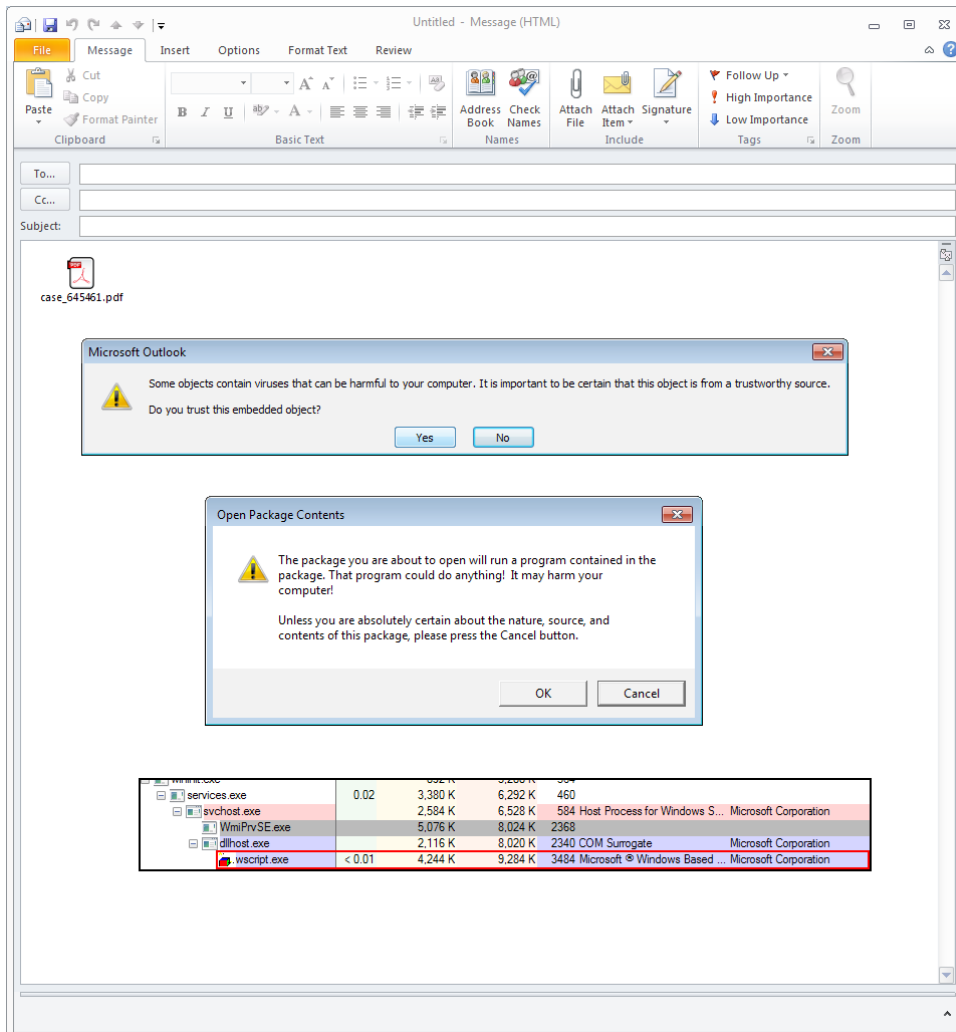 Untitled - Message (HTML)
File Message Insert Options Format Text Review
Paste
Cut
Copy
Format Painter
Clipboard
B I U ab A
A A
Basic Text
Address Book
Check Names
Names
Attach File
Attach Item
Signature
Include
Follow Up
High Importance
Low Importance
Tags
Zoom
Zoom
To...
Cc...
Subject:
PDF
case_645461.pdf
Microsoft Outlook
Some objects contain viruses that can be harmful to your computer. It is important to be certain that this object is from a trustworthy source.
Do you trust this embedded object?
Yes No
Open Package Contents
The package you are about to open will run a program contained in the
package. That program could do anything! It may harm your
computer!
Unless you are absolutely certain about the nature, source, and
contents of this package, please press the Cancel button.
OK Cancel
services.exe 0.02 3,380 K 6,292 K 460
svchost.exe 2,584 K 6,528 K 584 Host Process for Windows S... Microsoft Corporation
WmiPrvSE.exe 5,076 K 8,024 K 2368
dllhost.exe 2,116 K 8,020 K 2340 COM Surrogate Microsoft Corporation
wscript.exe < 0.01 4,244 K 9,284 K 3484 Microsoft ® Windows Based ... Microsoft Corporation